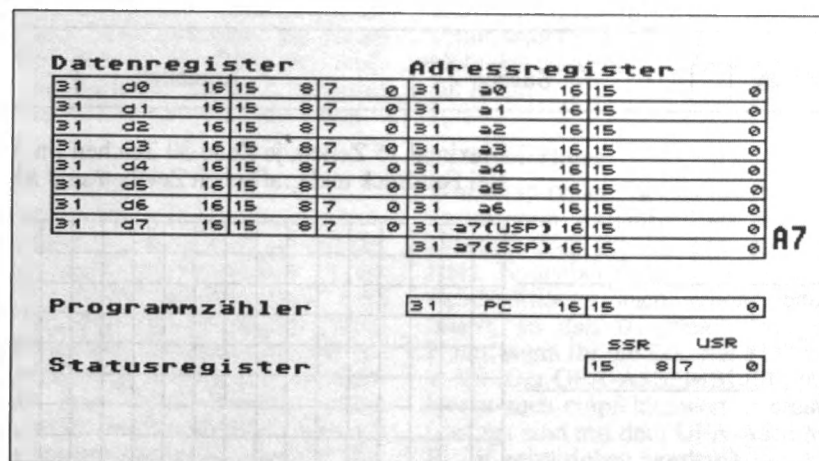 Datenregister Adressregister
31 d0 16 15 8 7 0 31 a0 16 15 0
31 d1 16 15 8 7 0 31 a1 16 15 0
31 d2 16 15 8 7 0 31 a2 16 15 0
31 d3 16 15 8 7 0 31 a3 16 15 0
31 d4 16 15 8 7 0 31 a4 16 15 0
31 d5 16 15 8 7 0 31 a5 16 15 0
31 d6 16 15 8 7 0 31 a6 16 15 0
31 d7 16 15 8 7 0 31 a7(USP) 16 15 0
31 a7(SSP) 16 15 0
A7
Programmzähler 31 PC 16 15 0
SSR USR
Statusregister 15 8 7 0